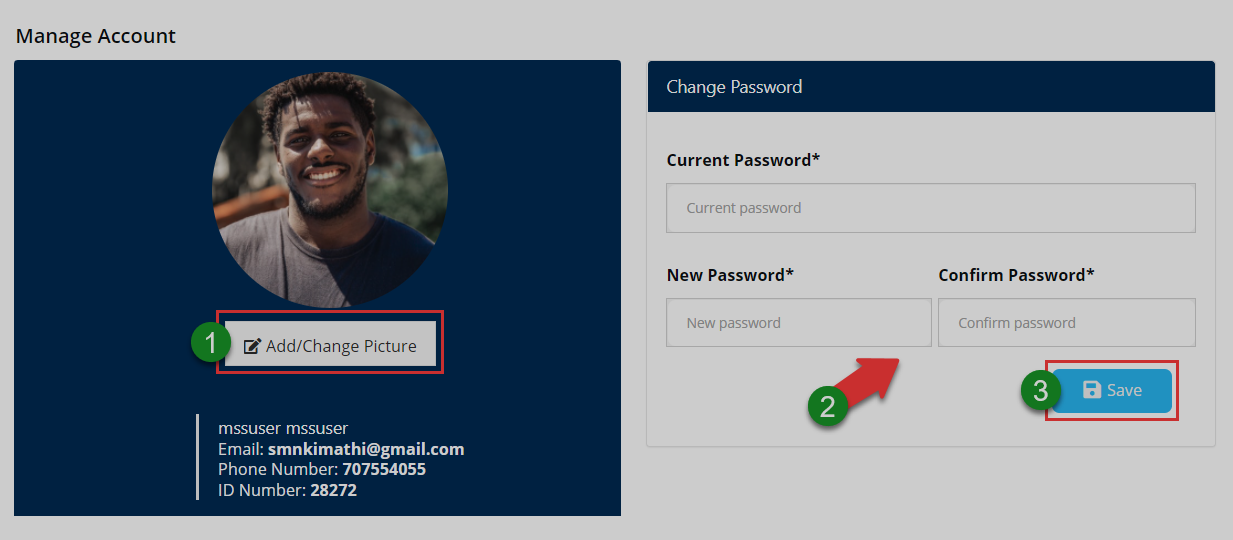 Manage Account
1
Add/Change Picture
mssuser mssuser
Email: smnkimathi@gmail.com
Phone Number: 707554055
ID Number: 28272
Change Password
Current Password*
Current password
New Password* Confirm Password*
New password Confirm password
2
3 Save